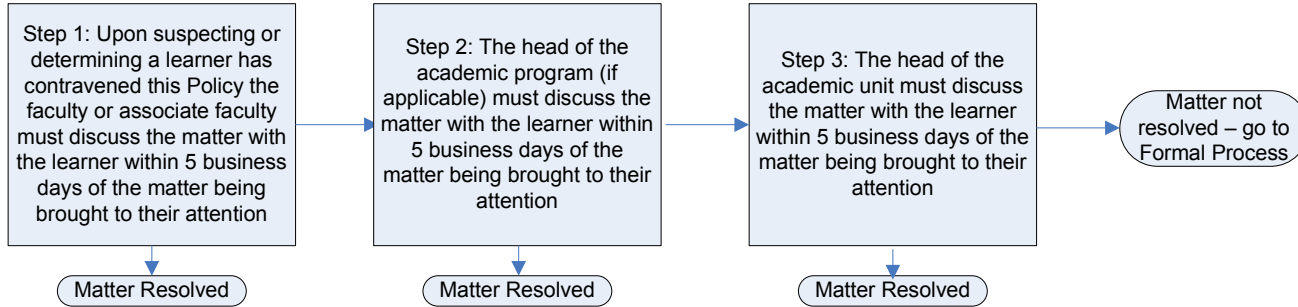 Step 1: Upon suspecting or
determining a learner has
contravened this Policy the
faculty or associate faculty
must discuss the matter with
the learner within 5 business
days of the matter being
brought to their attention
Matter Resolved
Step 2: The head of the
academic program (if
applicable) must discuss the
matter with the learner within
5 business days of the
matter being brought to their
attention
Matter Resolved
Step 3: The head of the
academic unit must discuss
the matter with the learner
within 5 business days of the
matter being brought to their
attention
Matter Resolved
Matter not
resolved – go to
Formal Process